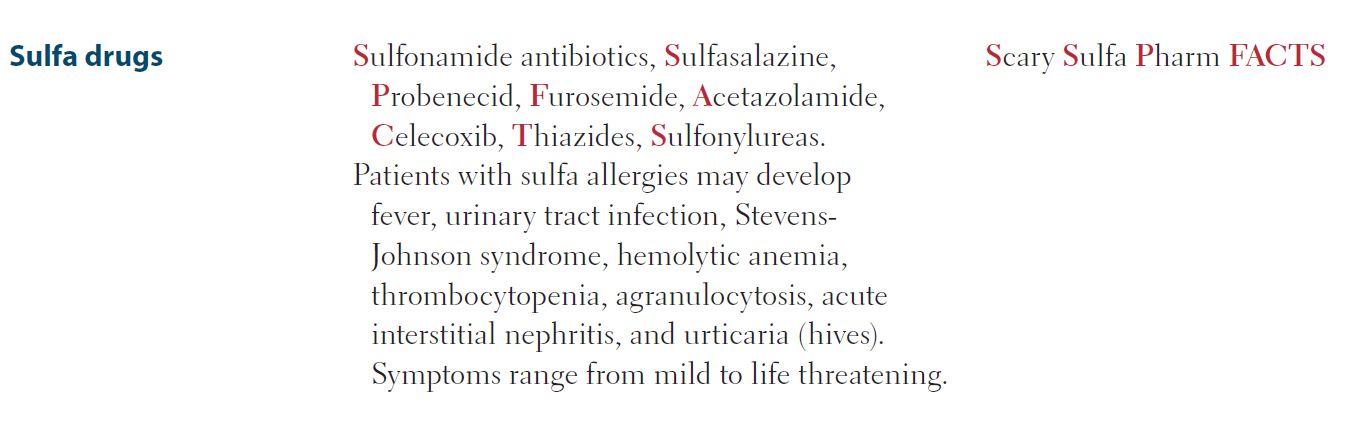 Sulfa drugs
Sulfonamide antibiotics, Sulfasalazine,
Probenecid, Furosemide, Acetazolamide,
Celecoxib, Thiazides, Sulfonylureas.
Patients with sulfa allergies may develop
fever, urinary tract infection, Stevens-
Johnson syndrome, hemolytic anemia,
thrombocytopenia, agranulocytosis, acute
interstitial nephritis, and urticaria (hives).
Symptoms range from mild to life threatening.
Scary Sulfa Pharm FACTS